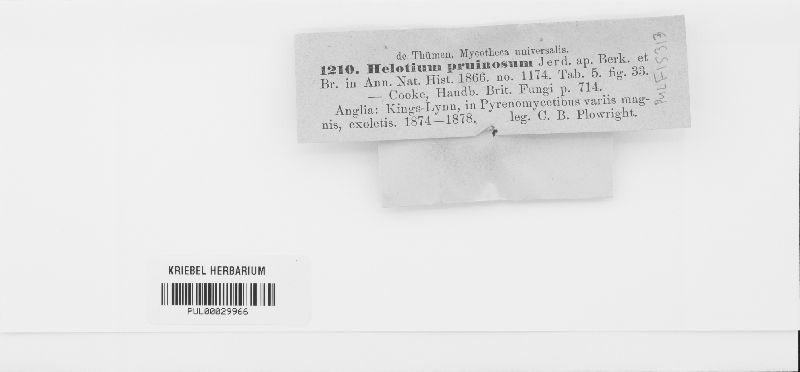 de Thümen, Mycotheca universalis.
1210. Helotium pruinosum Jerd. ap. Berk. et
Br. in Ann. Nat. Hist. 1866. no. 1174. Tab. 5. fig. 33.
— Cooke, Handb. Brit. Fungi p. 714.
Anglia: Kings-Lynn, in Pyrenomycetibus variis mag-
nis, exoletis. 1874—1878. leg. C. B. Plowright.
PUL F15313
KRIEBEL HERBARIUM
PUL00029966